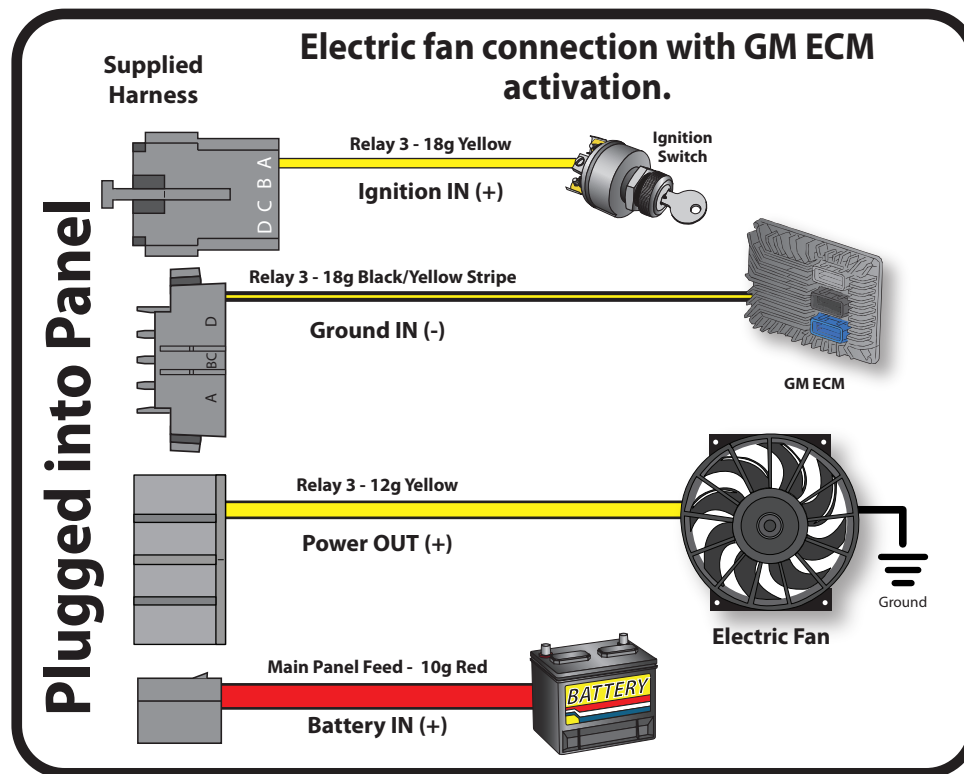 Electric fan connection with GM ECM
activation.
Supplied
Harness
Plugged into Panel
D C B A
Relay 3 - 18g Yellow
Ignition IN (+)
Ignition
Switch
D
BC
A
Relay 3 - 18g Black/Yellow Stripe
Ground IN (-)
GM ECM
Relay 3 - 12g Yellow
Power OUT (+)
Electric Fan
Ground
Main Panel Feed - 10g Red
Battery IN (+)
BATTERY